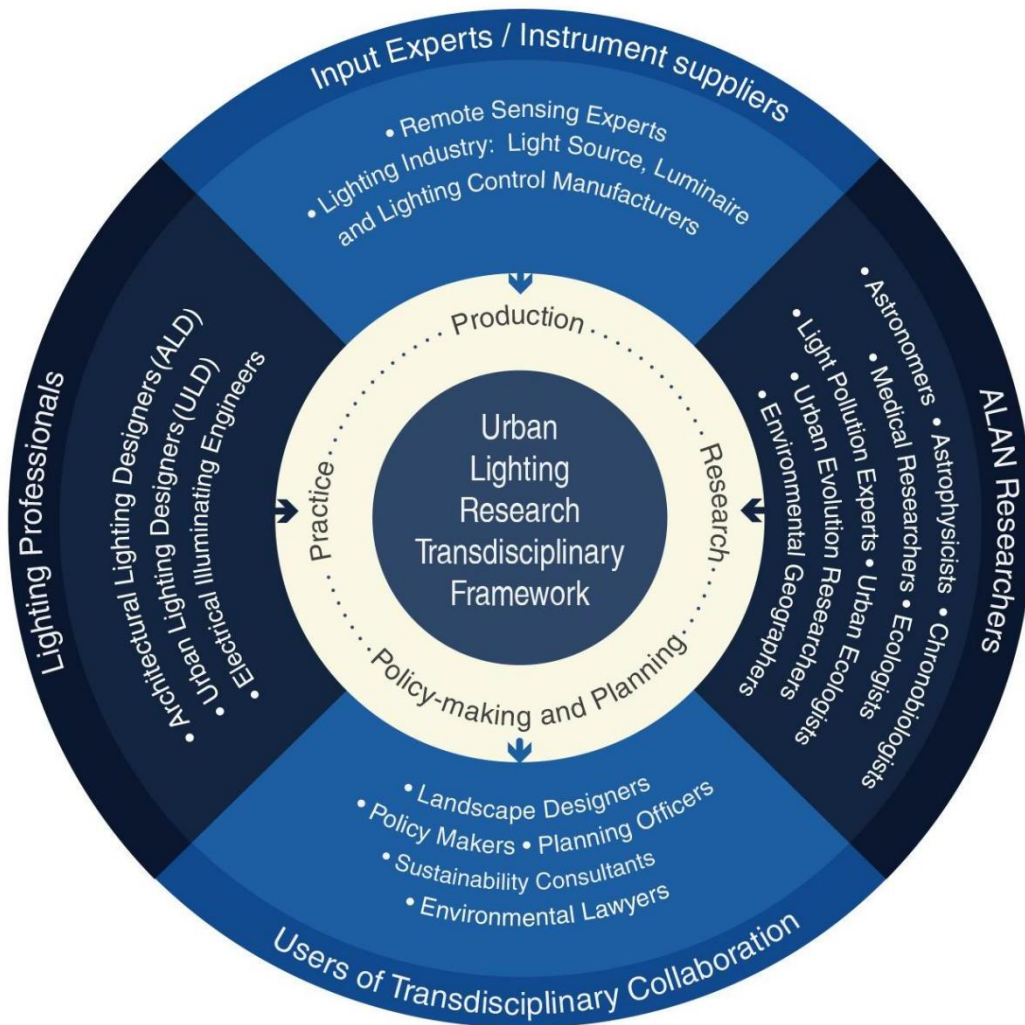 Input Experts / Instrument suppliers
• Remote Sensing Experts
• Lighting Industry: Light Source, Luminaire
and Lighting Control Manufacturers
Lighting Professionals
• Architectural Lighting Designers (ALD)
• Urban Lighting Designers (ULD)
• Electrical Illuminating Engineers
Production
Practice
Research
Policy-making and Planning
Urban
Lighting
Research
Transdisciplinary
Framework
ALAN Researchers
• Astronomers • Astrophysicists • Chronobiologists
• Medical Researchers • Ecologists
• Light Pollution Experts • Urban Ecologists
• Urban Evolution Researchers
• Environmental Geographers
• Landscape Designers
• Policy Makers • Planning Officers
• Sustainability Consultants
• Environmental Lawyers
Users of Transdisciplinary Collaboration